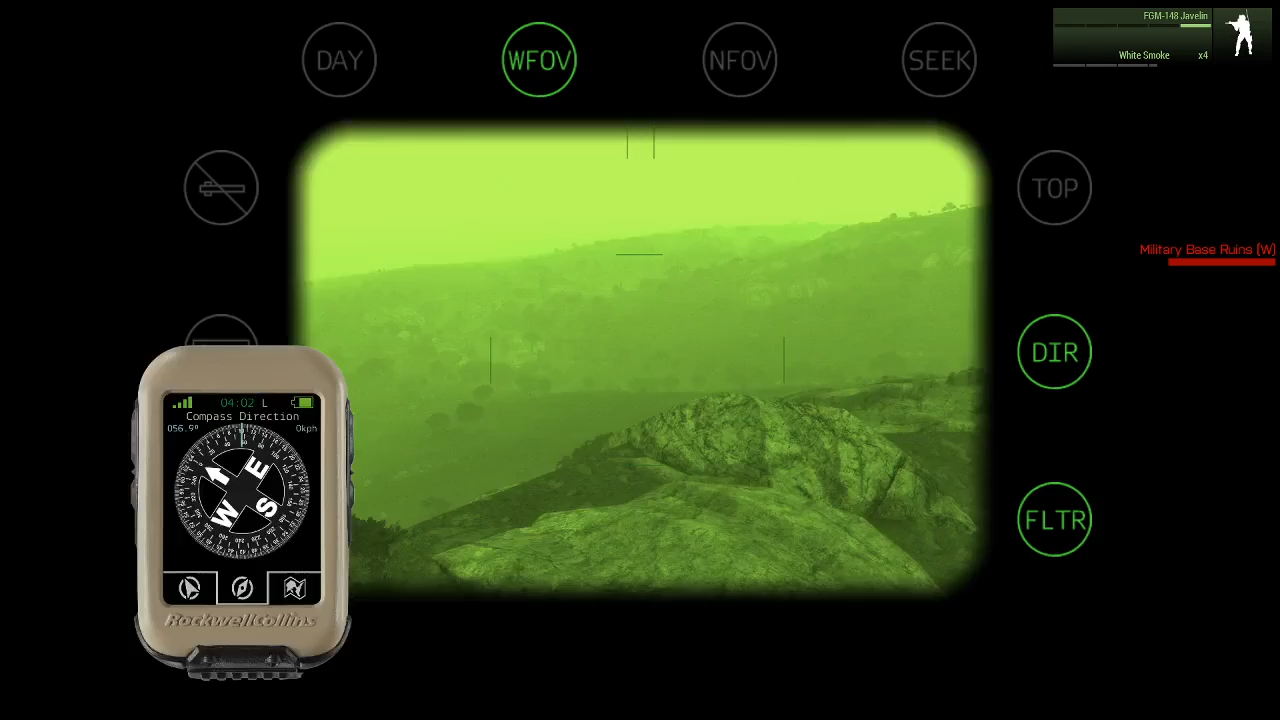 DAY
WFOV
NFOV
SEEK
FGM-148 Javelin
White Smoke x4
TOP
Military Base Ruins (W)
DIR
FLTR
04:02 L
Compass Direction
056.9º 0kph
E
S
W
RockwellCollins